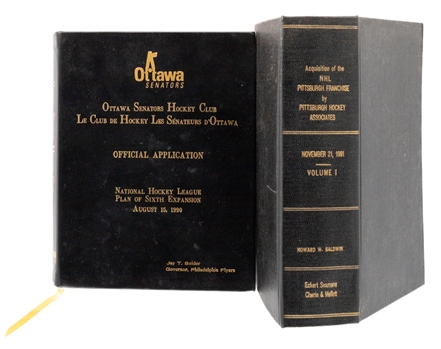 Ottawa
SENATORS
OTTAWA SENATORS HOCKEY CLUB
LE CLUB DE HOCKEY LES SÉNATEURS D'OTTAWA
OFFICIAL APPLICATION
NATIONAL HOCKEY LEAGUE
PLAN OF SIXTH EXPANSION
AUGUST 15, 1990
Jay T. Snider
Governor, Philadelphia Flyers
Acquisition of the
NHL
PITTSBURGH FRANCHISE
by
PITTSBURGH HOCKEY
ASSOCIATES
NOVEMBER 21, 1991
VOLUME I
HOWARD W. BALDWIN
Eckert Seamans
Cherin & Mellott